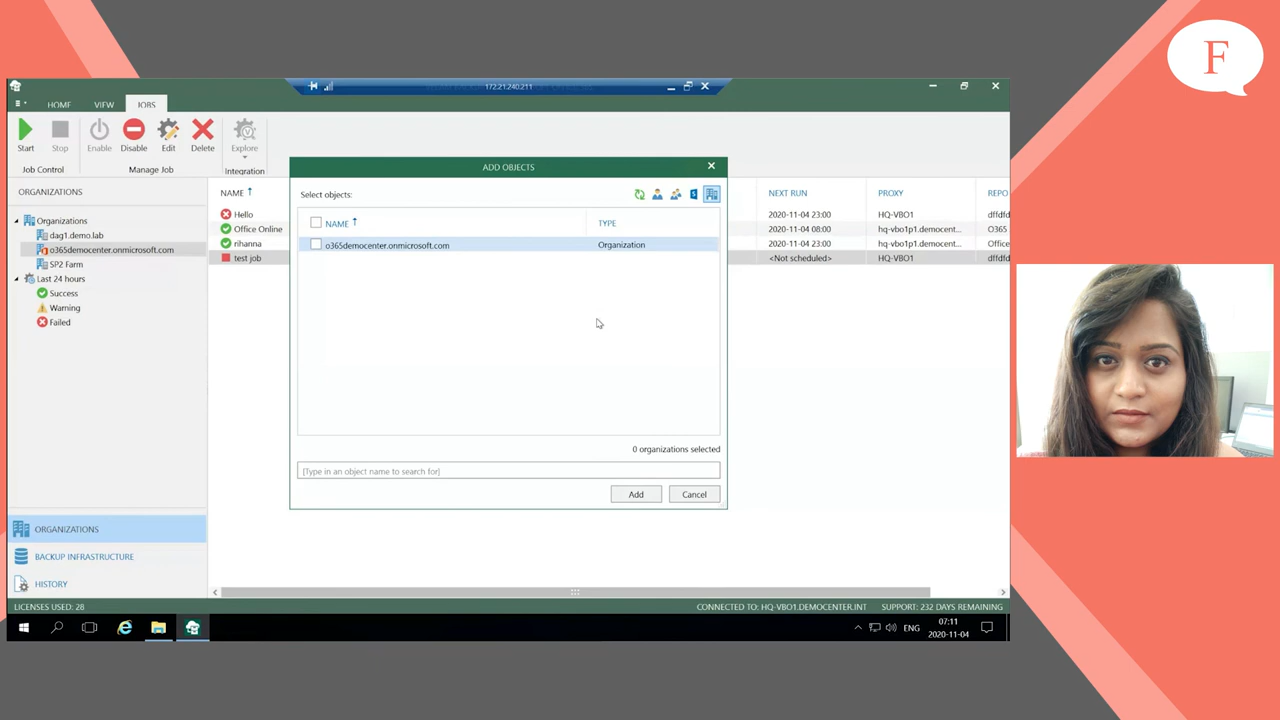 F
172.21.240.211
HOME VIEW JOBS
Start Stop Enable Disable Edit Delete Explore
Job Control Manage Job Integration
ADD OBJECTS
ORGANIZATIONS
Organizations
dag1.demo.lab
o365democenter.onmicrosoft.com
SP2 Farm
Last 24 hours
Success
Warning
Failed
NAME NEXT RUN PROXY REPO
Hello 2020-11-04 23:00 HQ-VBO1 dffdfd
Office Online 2020-11-04 08:00 hq-vbo1p1.democent... dffdfd
rihanna 2020-11-04 23:00 hq-vbo1p1.democent... Office
test job <Not scheduled> HQ-VBO1 dffdfd
Select objects:
NAME TYPE
o365democenter.onmicrosoft.com Organization
0 organizations selected
[Type in an object name to search for]
Add Cancel
ORGANIZATIONS
BACKUP INFRASTRUCTURE
HISTORY
LICENSES USED: 28 CONNECTED TO: HQ-VBO1.DEMOCENTER.INT SUPPORT: 232 DAYS REMAINING
ENG 07:11
2020-11-04